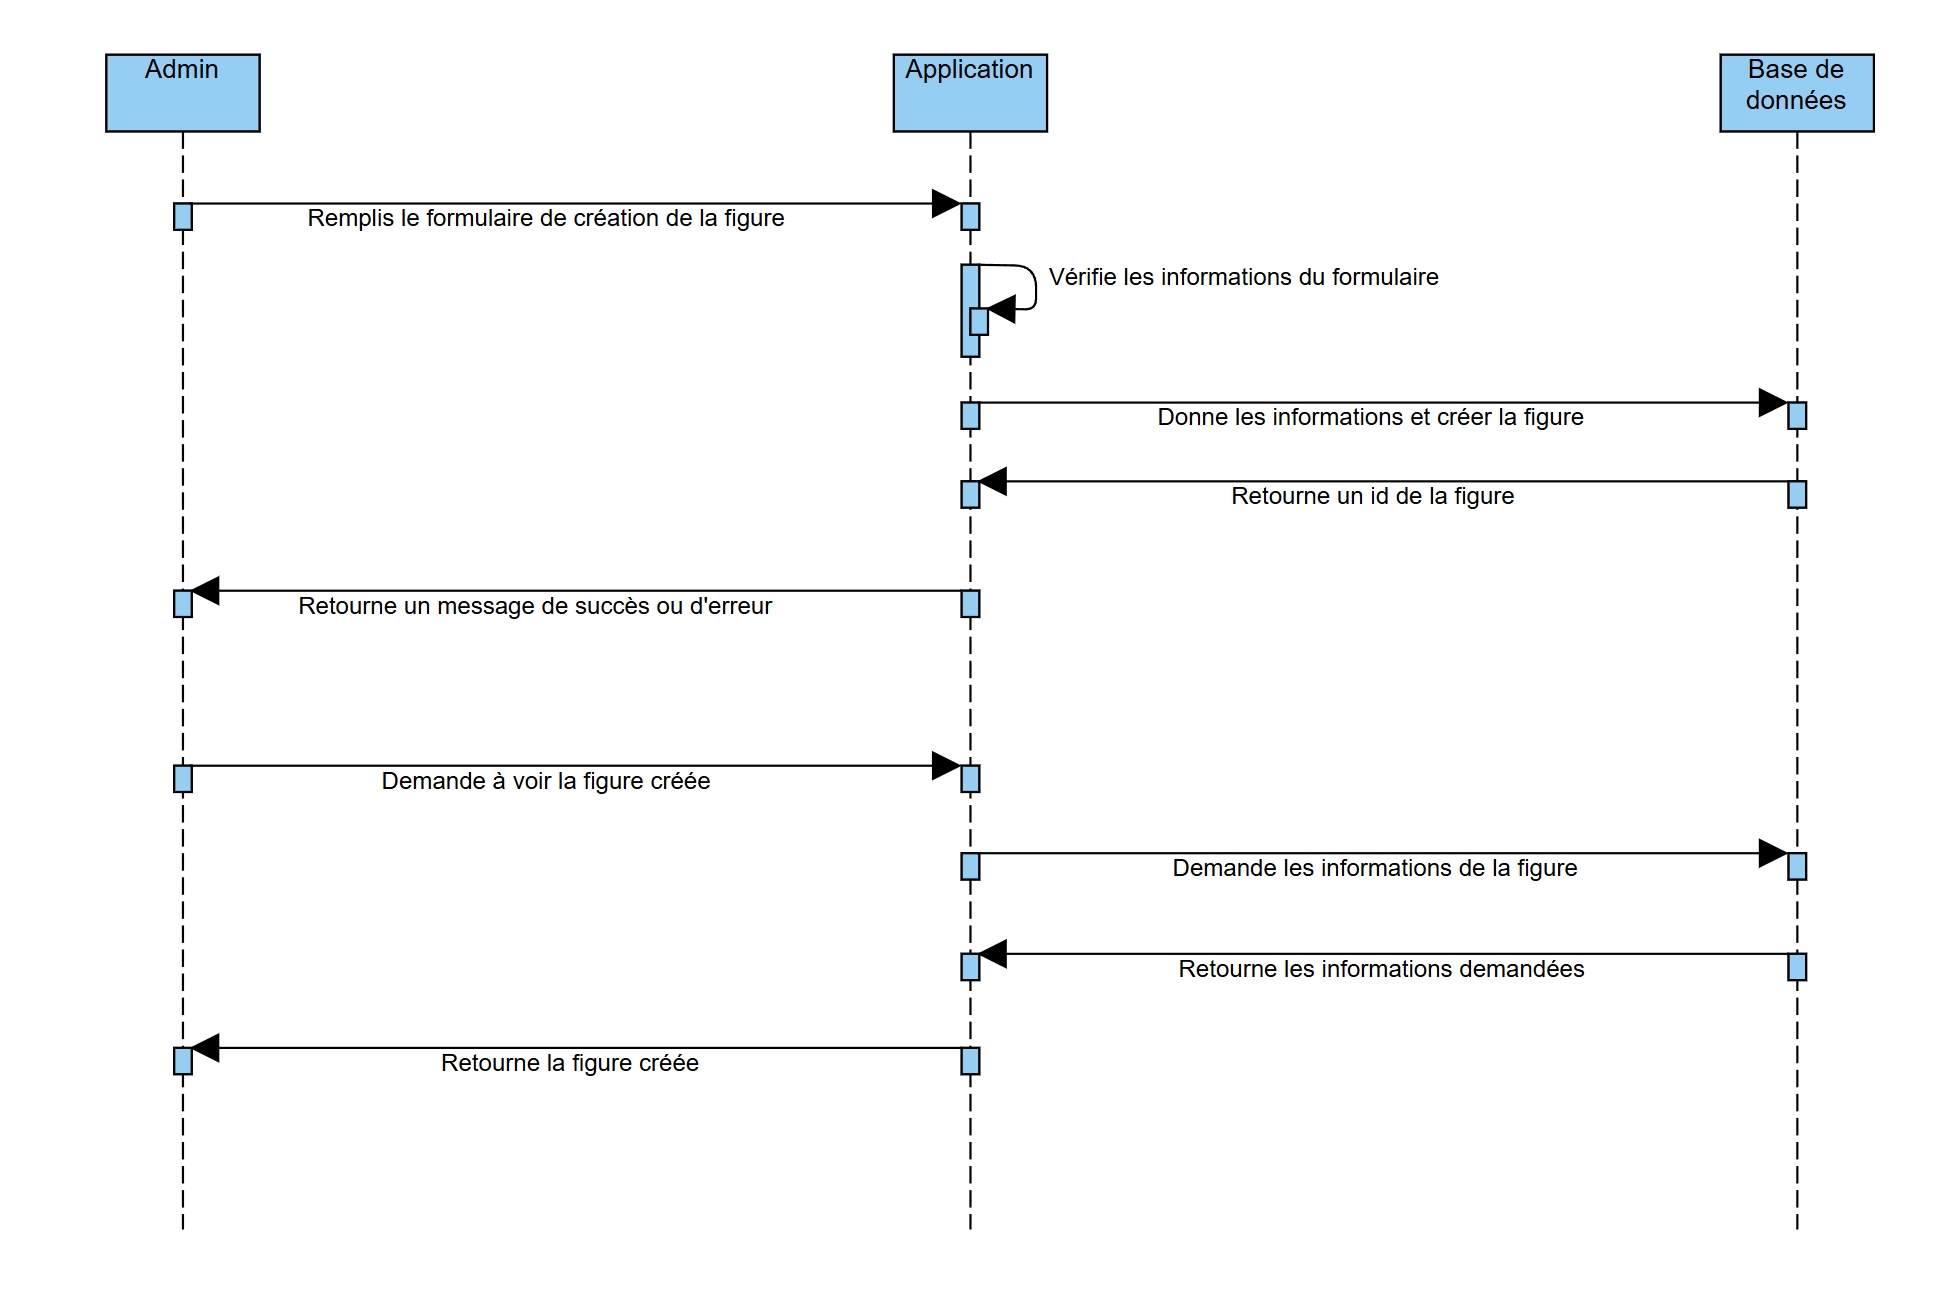 Admin
Application
Base de
données
Remplis le formulaire de création de la figure
Vérifie les informations du formulaire
Donne les informations et créer la figure
Retourne un id de la figure
Retourne un message de succès ou d'erreur
Demande à voir la figure créée
Demande les informations de la figure
Retourne les informations demandées
Retourne la figure créée